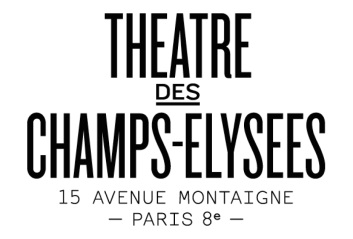 THEATRE
DES
CHAMPS-ELYSEES
15 AVENUE MONTAIGNE
— PARIS 8e —